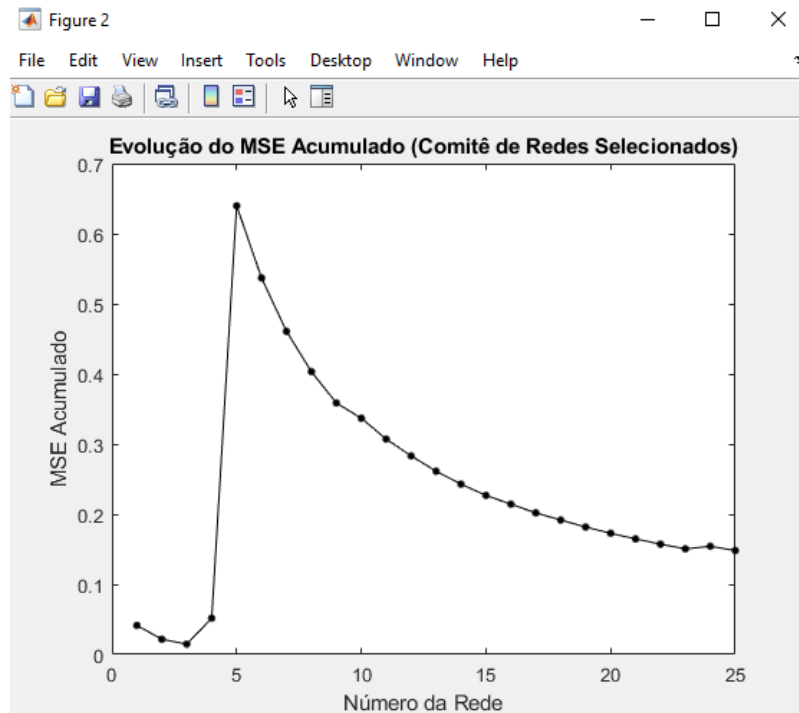 Figure 2
File Edit View Insert Tools Desktop Window Help
Evolução do MSE Acumulado (Comitê de Redes Selecionados)
0.7
0.6
0.5
0.4
0.3
0.2
0.1
0
MSE Acumulado
0 5 10 15 20 25
Número da Rede